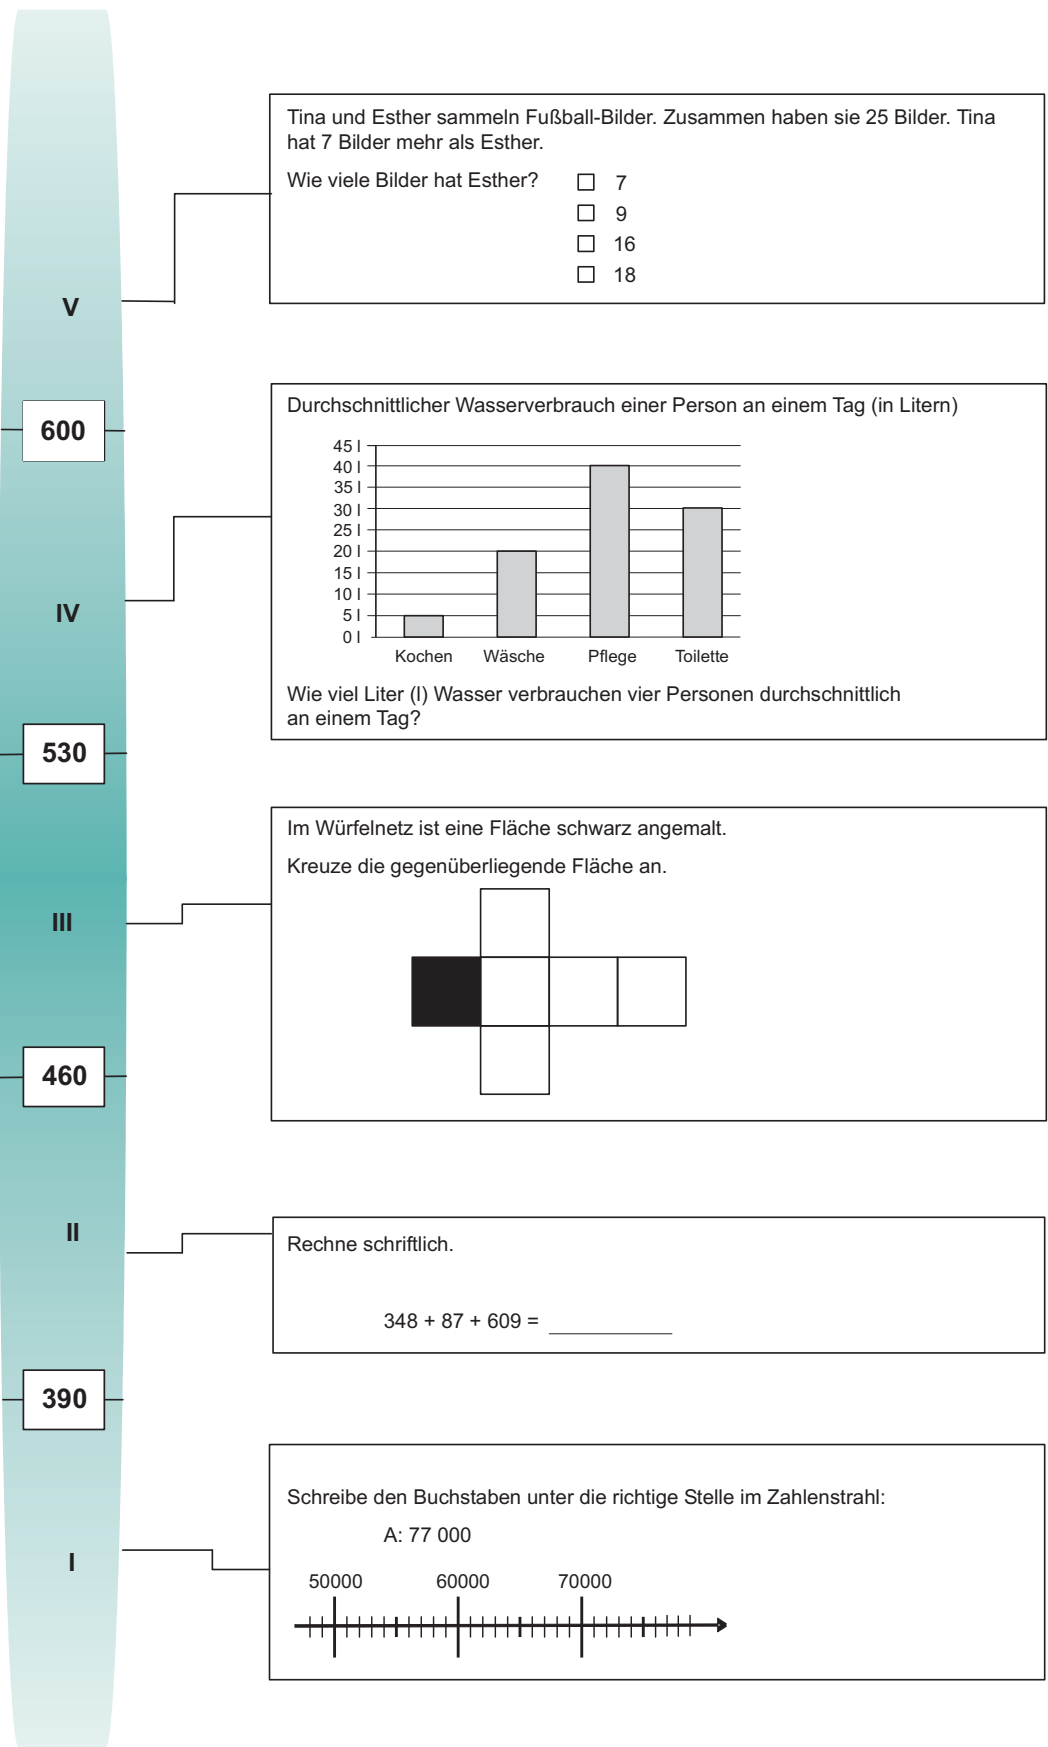 Tina und Esther sammeln Fußball-Bilder. Zusammen haben sie 25 Bilder. Tina
hat 7 Bilder mehr als Esther.
Wie viele Bilder hat Esther?
7
9
16
18
V
600
Durchschnittlicher Wasserverbrauch einer Person an einem Tag (in Litern)
45 l
40 l
35 l
30 l
25 l
20 l
15 l
10 l
5 l
0 l
Kochen Wäsche Pflege Toilette
Wie viel Liter (l) Wasser verbrauchen vier Personen durchschnittlich
an einem Tag?
IV
530
Im Würfelnetz ist eine Fläche schwarz angemalt.
Kreuze die gegenüberliegende Fläche an.
III
460
II
Rechne schriftlich.
348 + 87 + 609 = ___________
390
Schreibe den Buchstaben unter die richtige Stelle im Zahlenstrahl:
A: 77 000
I
50000 60000 70000